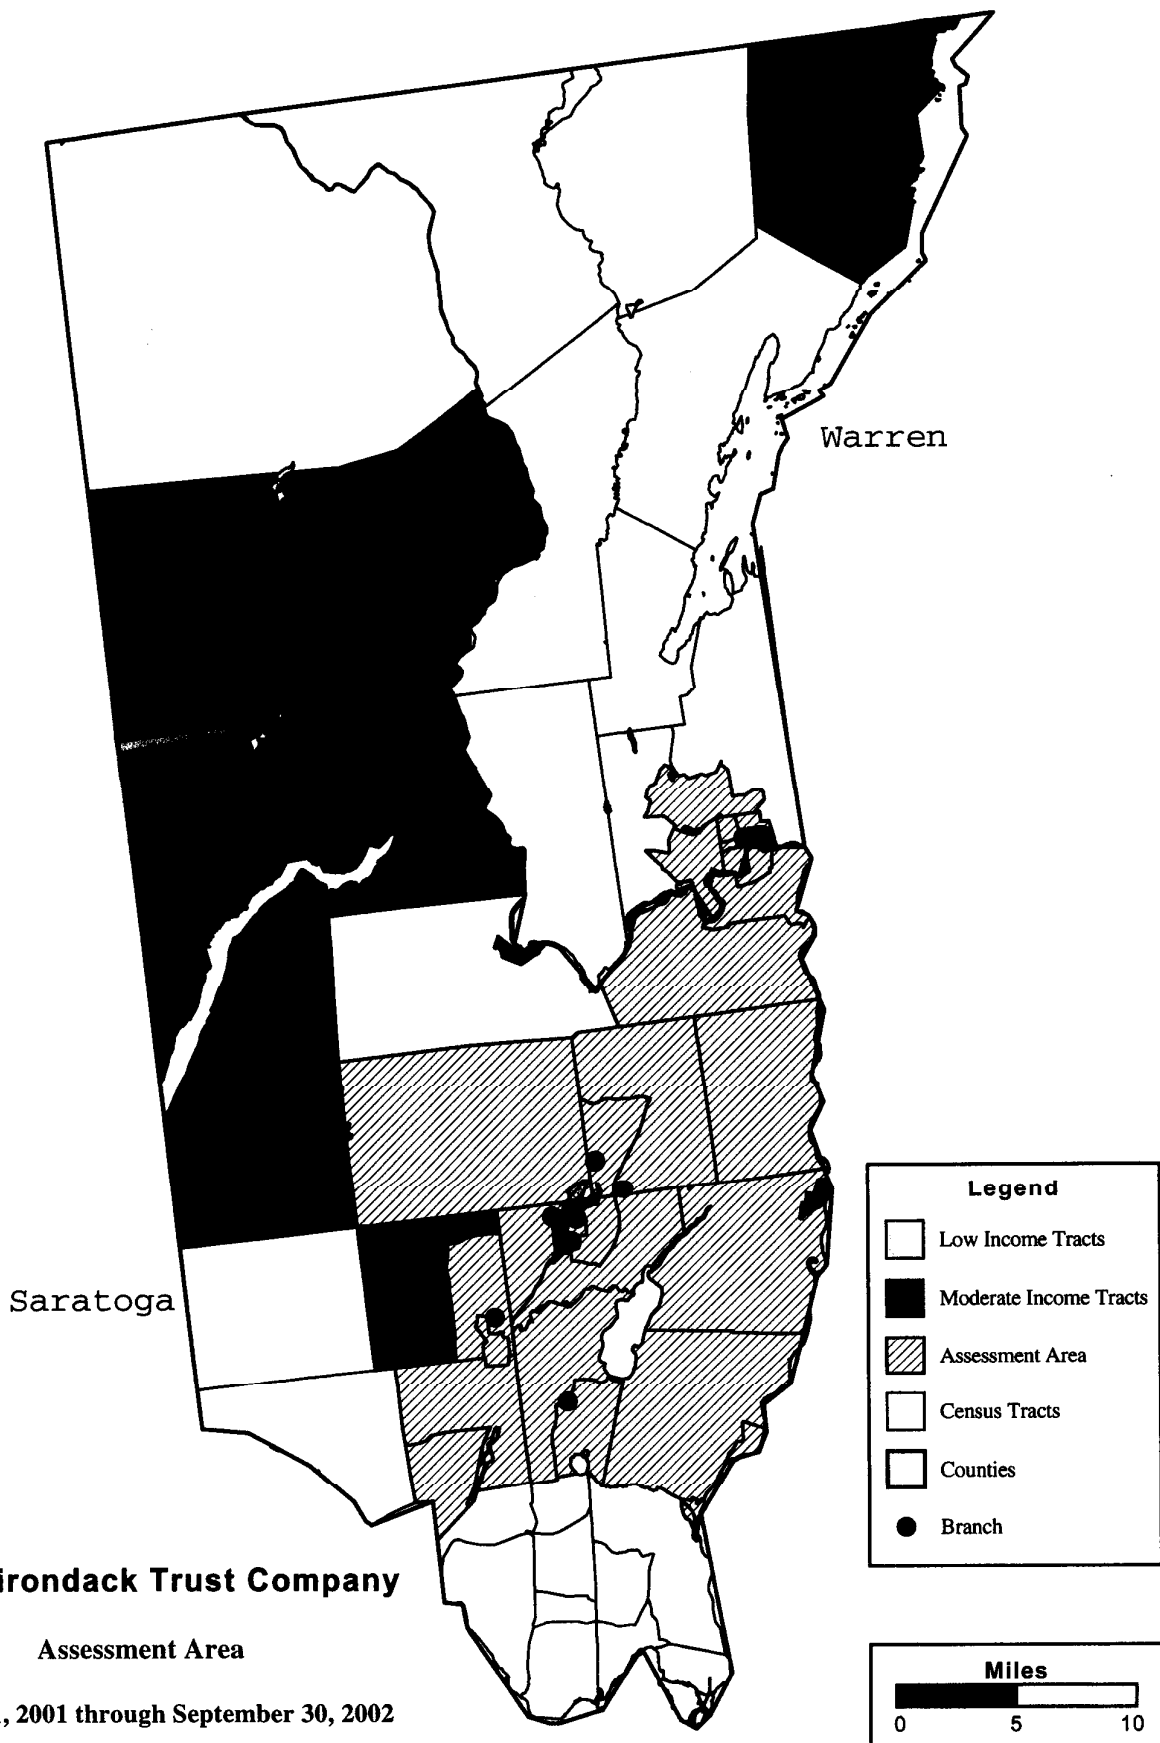 Warren
Saratoga
Legend
Low Income Tracts
Moderate Income Tracts
Assessment Area
Census Tracts
Counties
Branch
irondack Trust Company
Assessment Area
, 2001 through September 30, 2002
Miles
0 5 10